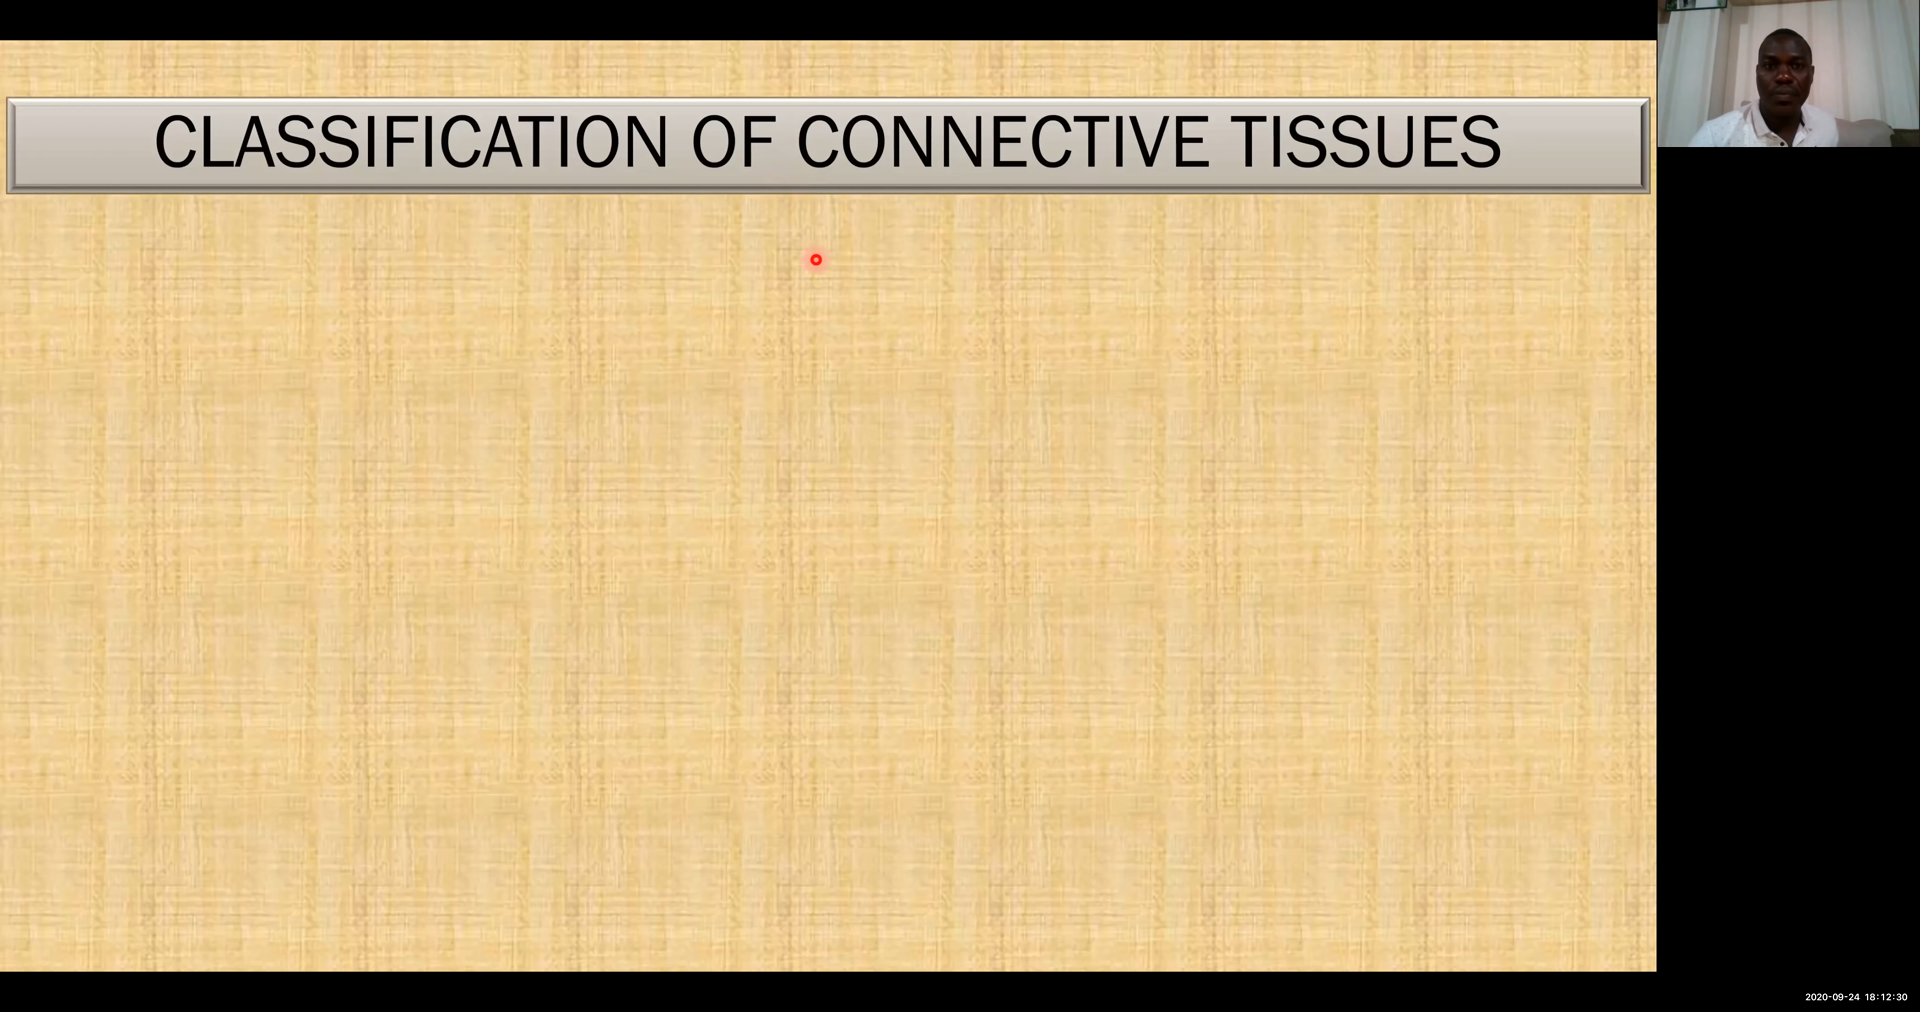 CLASSIFICATION OF CONNECTIVE TISSUES
2020-09-24 18:12:30